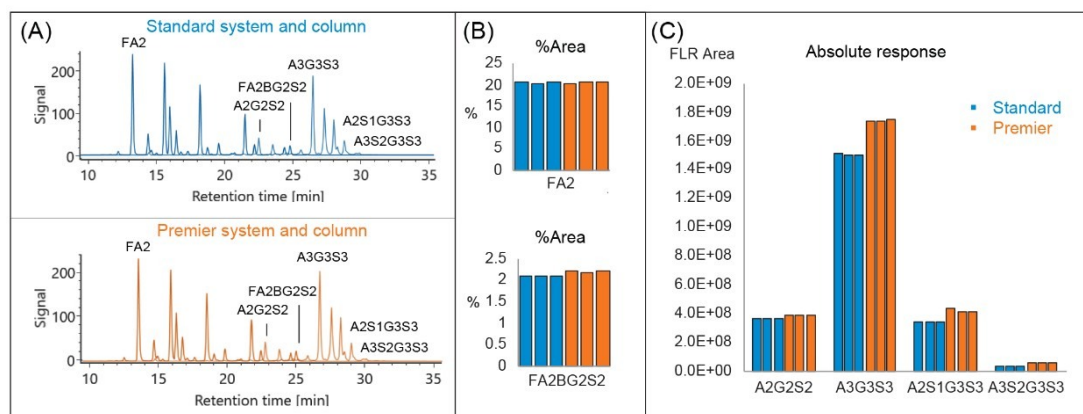 (A)
Standard system and column
FA2
A3G3S3
FA2BG2S2
A2G2S2
A2S1G3S3
A3S2G3S3
Signal
200
100
0
10 15 20 25 30 35
Retention time [min]
Premier system and column
FA2
A3G3S3
FA2BG2S2
A2G2S2
A2S1G3S3
A3S2G3S3
Signal
200
100
0
10 15 20 25 30 35
Retention time [min]
(B)
%Area
25
20
15
10
5
0
%
FA2
%Area
2.5
2
1.5
1
0.5
0
%
FA2BG2S2
(C)
FLR Area
Absolute response
2.0E+09
1.8E+09
1.6E+09
1.4E+09
1.2E+09
1.0E+09
8.0E+08
6.0E+08
4.0E+08
2.0E+08
0.0E+00
Standard
Premier
A2G2S2 A3G3S3 A2S1G3S3 A3S2G3S3